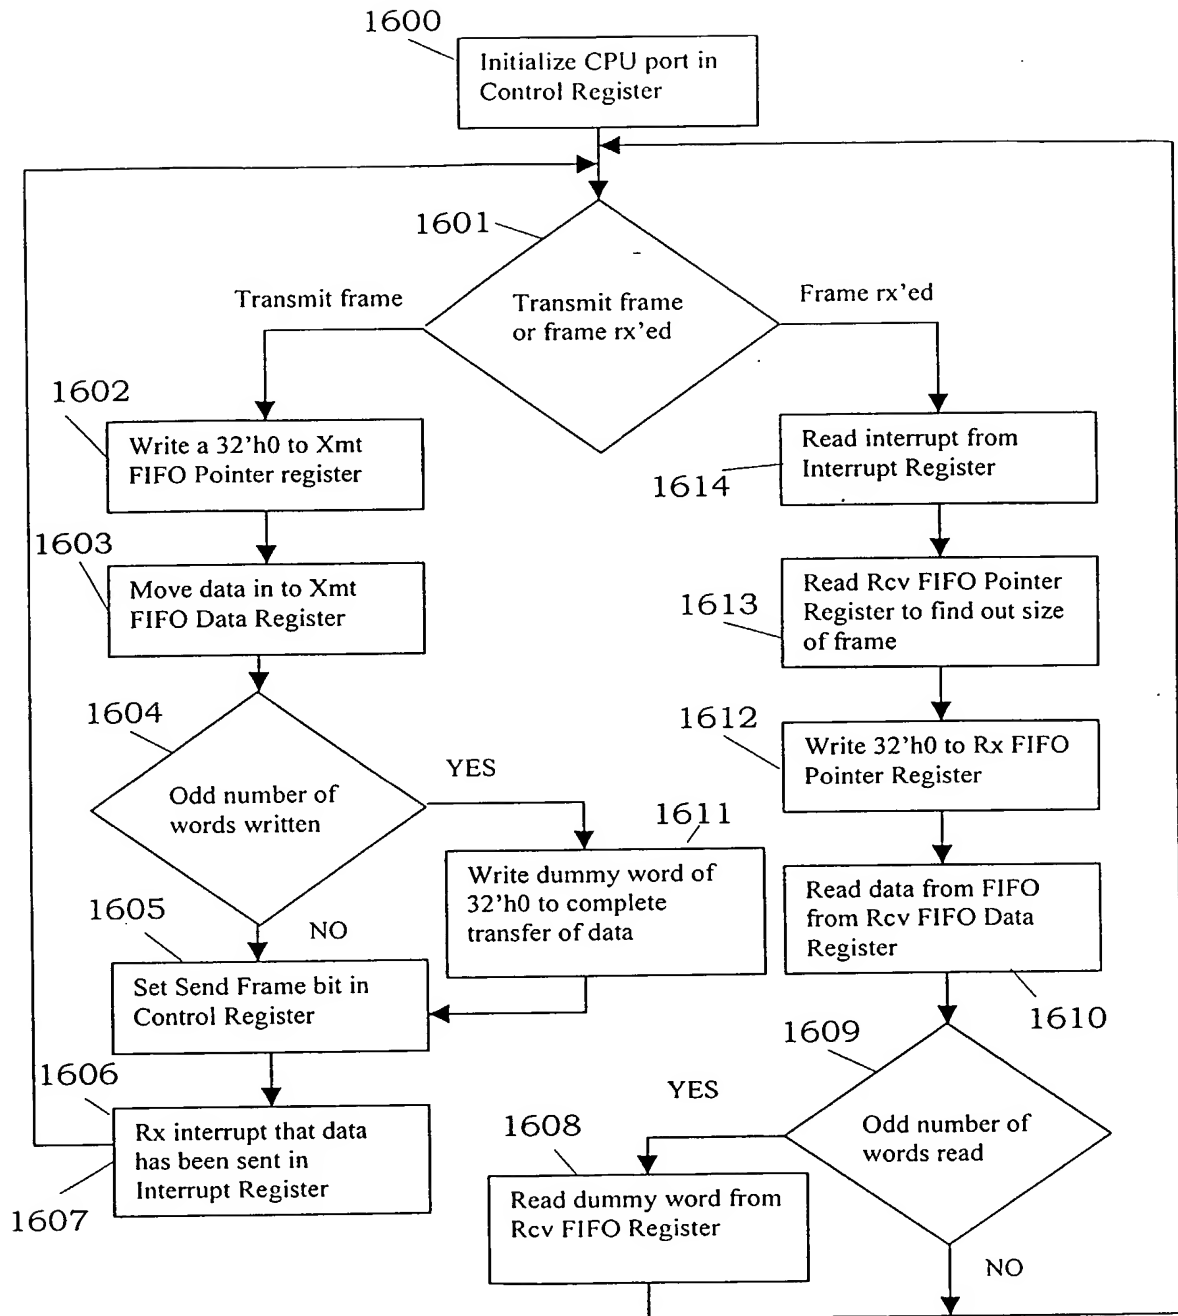 1600
Initialize CPU port in
Control Register
1601
Transmit frame
Transmit frame
or frame rx'ed
Frame rx'ed
1602
Write a 32'h0 to Xmt
FIFO Pointer register
Read interrupt from
Interrupt Register
1614
1603
Move data in to Xmt
FIFO Data Register
Read Rcv FIFO Pointer
Register to find out size
of frame
1613
1604
Odd number of
words written
YES
1612
Write 32'h0 to Rx FIFO
Pointer Register
1611
Write dummy word of
32'h0 to complete
transfer of data
Read data from FIFO
from Rcv FIFO Data
Register
1610
1605
NO
Set Send Frame bit in
Control Register
1609
Odd number of
words read
YES
1606
Rx interrupt that data
has been sent in
Interrupt Register
1607
1608
Read dummy word from
Rcv FIFO Register
NO